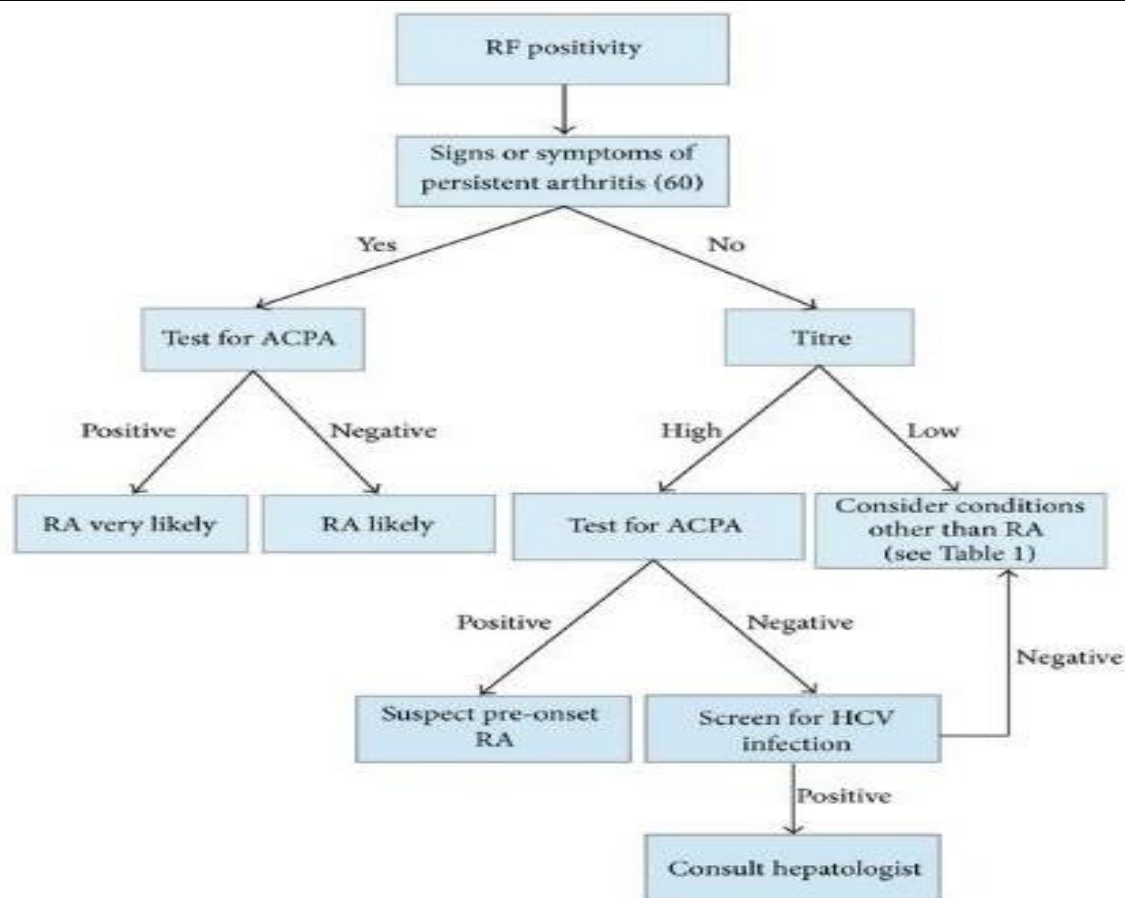 RF positivity
Signs or symptoms of
persistent arthritis (60)
Yes
No
Test for ACPA
Titre
Positive
Negative
High
Low
RA very likely
RA likely
Test for ACPA
Consider conditions
other than RA
(see Table 1)
Positive
Negative
Negative
Suspect pre-onset
RA
Screen for HCV
infection
Positive
Consult hepatologist